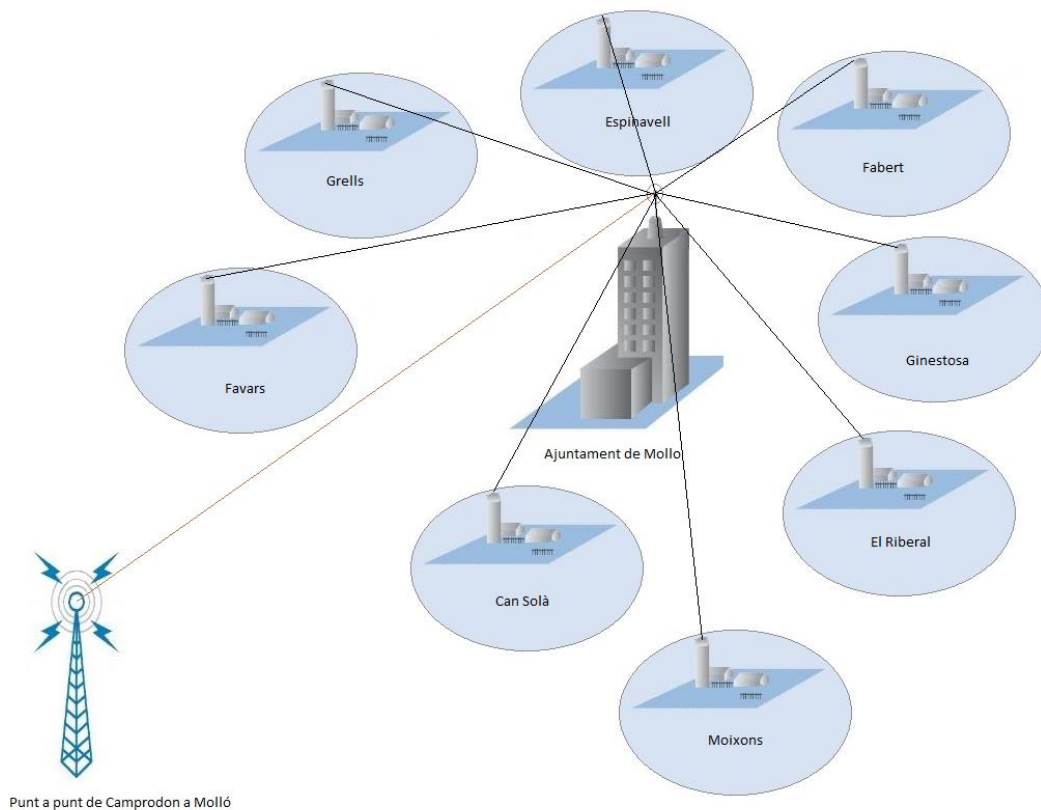 Espinavell
Fabert
Grells
Ginestosa
Favars
Ajuntament de Mollo
El Riberal
Can Solà
Moixons
Punt a punt de Camprodon a Molló